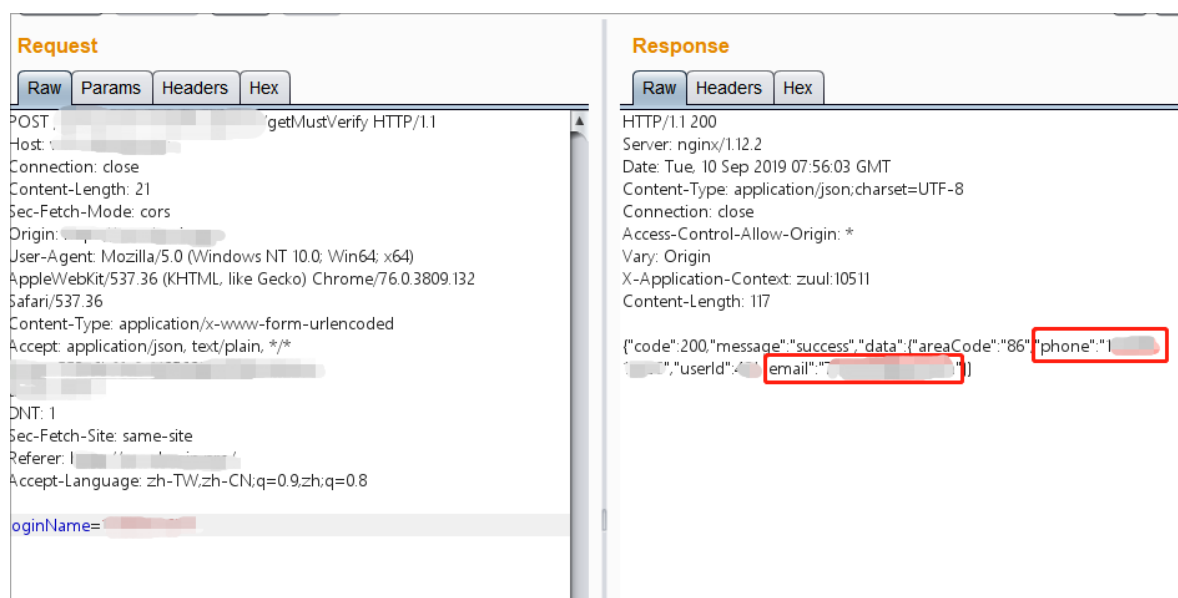 Request
Raw Params Headers Hex
POST /getMustVerify HTTP/1.1
Host:
Connection: close
Content-Length: 21
Sec-Fetch-Mode: cors
Origin:
User-Agent: Mozilla/5.0 (Windows NT 10.0; Win64; x64)
AppleWebKit/537.36 (KHTML, like Gecko) Chrome/76.0.3809.132
Safari/537.36
Content-Type: application/x-www-form-urlencoded
Accept: application/json, text/plain, */*
DNT: 1
Sec-Fetch-Site: same-site
Referer:
Accept-Language: zh-TW,zh-CN;q=0.9,zh;q=0.8
oginName=
Response
Raw Headers Hex
HTTP/1.1 200
Server: nginx/1.12.2
Date: Tue, 10 Sep 2019 07:56:03 GMT
Content-Type: application/json;charset=UTF-8
Connection: close
Access-Control-Allow-Origin: *
Vary: Origin
X-Application-Context: zuul:10511
Content-Length: 117
{"code":200,"message":"success","data":{"areaCode":"86","phone":"1
","userId":4 email":"7 "}}